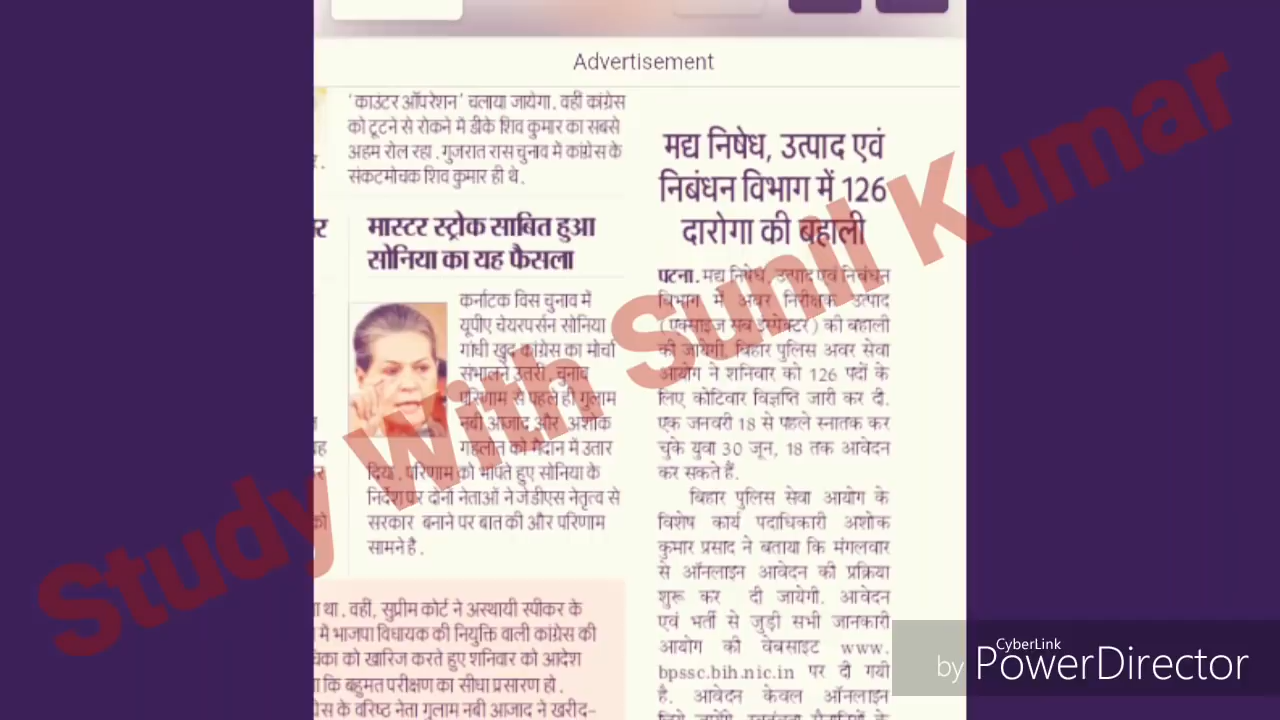 Advertisement
'काउंटर ऑपरेशन' चलाया जायेगा. वहीं कांग्रेस
को टूटने से रोकने में डीके शिव कुमार का सबसे
अहम रोल रहा. गुजरात रास चुनाव में कांग्रेस के
संकटमोचक शिव कुमार ही थे.
मास्टर स्ट्रोक साबित हुआ
सोनिया का यह फैसला
कर्नाटक विस चुनाव में
यूपीए चेयरपर्सन सोनिया
गांधी खुद कांग्रेस का मोर्चा
संभालने उतरी. चुनाव
परिणाम से पहले ही गुलाम
नबी आजाद और अशोक
गहलोत को मैदान में उतार
दिया. परिणाम को भांपते हुए सोनिया के
निर्देश पर दोनों नेताओं ने जेडीएस नेतृत्व से
सरकार बनाने पर बात की और परिणाम
सामने है.
था. वहीं, सुप्रीम कोर्ट ने अस्थायी स्पीकर के
में भाजपा विधायक की नियुक्ति वाली कांग्रेस की
को खारिज करते हुए शनिवार को आदेश
कि बहुमत परीक्षण का सीधा प्रसारण हो.
के वरिष्ठ नेता गुलाम नबी आजाद ने खरीद-
मद्य निषेध, उत्पाद एवं
निबंधन विभाग में 126
दारोगा की बहाली
पटना. मद्य निषेध, उत्पाद एवं निबंधन
विभाग में अवर निरीक्षक उत्पाद
(एक्साइज सब इंस्पेक्टर) की बहाली
की जायेगी. बिहार पुलिस अवर सेवा
आयोग ने शनिवार को 126 पदों के
लिए कोटिवार विज्ञप्ति जारी कर दी.
एक जनवरी 18 से पहले स्नातक कर
चुके युवा 30 जून, 18 तक आवेदन
कर सकते हैं.
बिहार पुलिस सेवा आयोग के
विशेष कार्य पदाधिकारी अशोक
कुमार प्रसाद ने बताया कि मंगलवार
से ऑनलाइन आवेदन की प्रक्रिया
शुरू कर दी जायेगी. आवेदन
एवं भर्ती से जुड़ी सभी जानकारी
आयोग की वेबसाइट www.
bpssc.bih.nic.in पर दी गयी
है. आवेदन केवल ऑनलाइन
Study With Sunil Kumar
by CyberLink PowerDirector